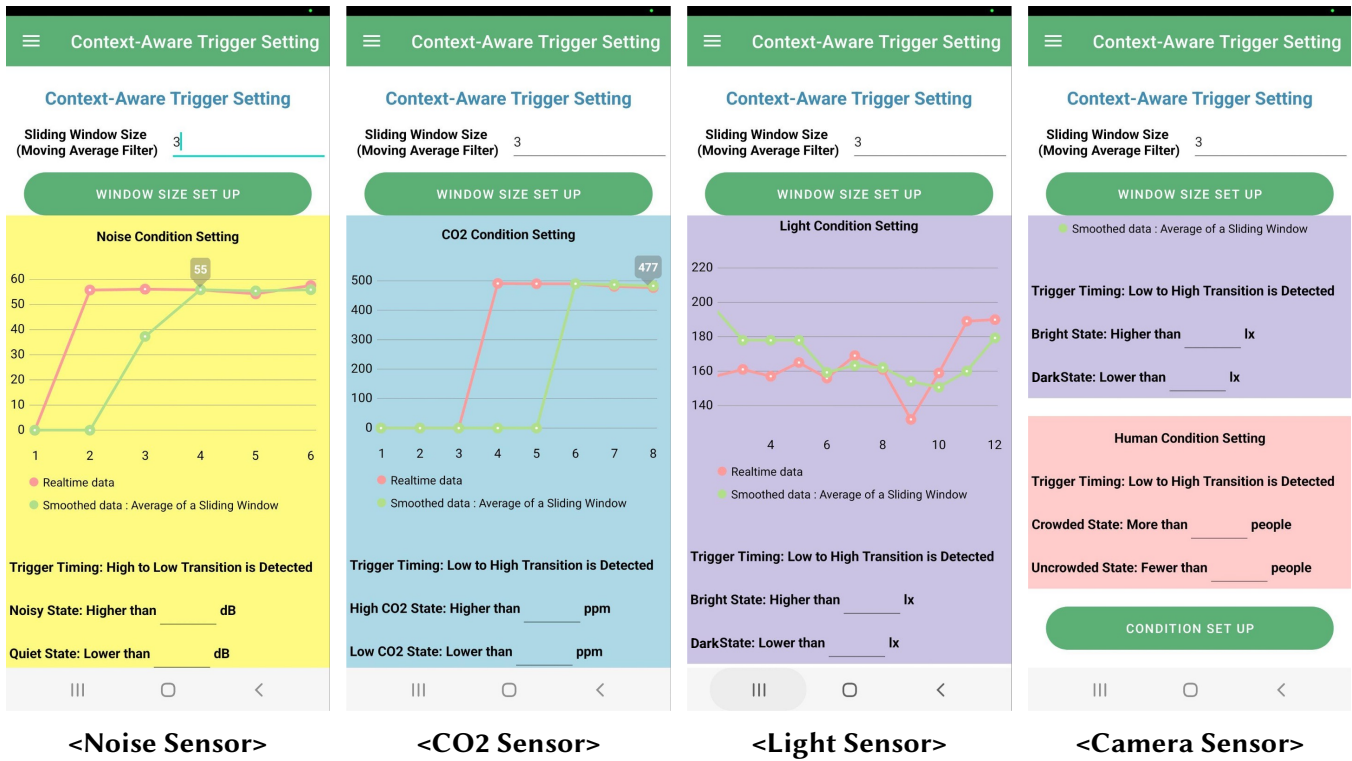 Context-Aware Trigger Setting
Context-Aware Trigger Setting
Sliding Window Size
(Moving Average Filter)
3
WINDOW SIZE SET UP
Noise Condition Setting
55
60
50
40
30
20
10
0
1 2 3 4 5 6
Realtime data
Smoothed data : Average of a Sliding Window
Trigger Timing: High to Low Transition is Detected
Noisy State: Higher than dB
Quiet State: Lower than dB
<Noise Sensor>
Context-Aware Trigger Setting
Context-Aware Trigger Setting
Sliding Window Size
(Moving Average Filter)
3
WINDOW SIZE SET UP
CO2 Condition Setting
477
500
400
300
200
100
0
1 2 3 4 5 6 7 8
Realtime data
Smoothed data : Average of a Sliding Window
Trigger Timing: Low to High Transition is Detected
High CO2 State: Higher than ppm
Low CO2 State: Lower than ppm
<CO2 Sensor>
Context-Aware Trigger Setting
Context-Aware Trigger Setting
Sliding Window Size
(Moving Average Filter)
3
WINDOW SIZE SET UP
Light Condition Setting
220
200
180
160
140
4 6 8 10 12
Realtime data
Smoothed data : Average of a Sliding Window
Trigger Timing: Low to High Transition is Detected
Bright State: Higher than lx
DarkState: Lower than lx
<Light Sensor>
Context-Aware Trigger Setting
Context-Aware Trigger Setting
Sliding Window Size
(Moving Average Filter)
3
WINDOW SIZE SET UP
Smoothed data : Average of a Sliding Window
Trigger Timing: Low to High Transition is Detected
Bright State: Higher than lx
DarkState: Lower than lx
Human Condition Setting
Trigger Timing: Low to High Transition is Detected
Crowded State: More than people
Uncrowded State: Fewer than people
CONDITION SET UP
<Camera Sensor>